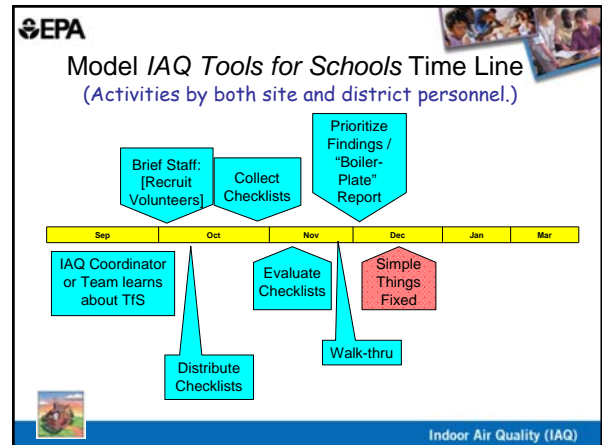 EPA
Model IAQ Tools for Schools Time Line
(Activities by both site and district personnel.)
Brief Staff:
[Recruit
Volunteers]
Collect
Checklists
Prioritize
Findings /
“Boiler-
Plate”
Report
Sep Oct Nov Dec Jan Mar
IAQ Coordinator
or Team learns
about TfS
Distribute
Checklists
Evaluate
Checklists
Walk-thru
Simple
Things
Fixed
Indoor Air Quality (IAQ)